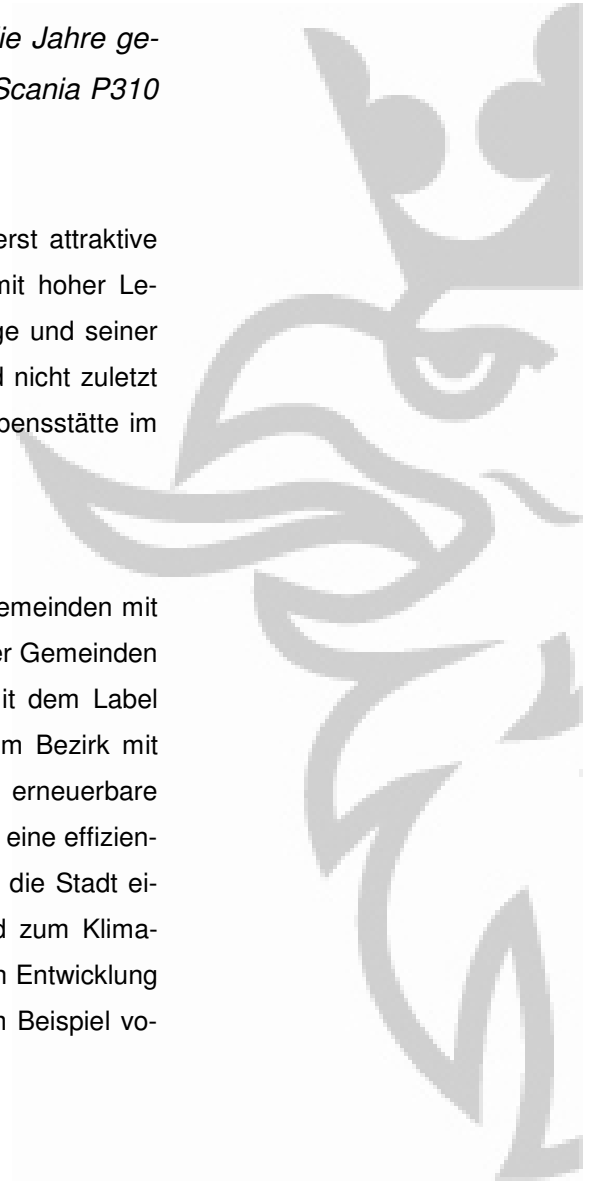 ie Jahre ge-
Scania P310
erst attraktive
mit hoher Le-
ge und seiner
d nicht zuletzt
bensstätte im
emeinden mit
er Gemeinden
it dem Label
m Bezirk mit
erneuerbare
eine effizien-
die Stadt ei-
d zum Klima-
n Entwicklung
n Beispiel vo-